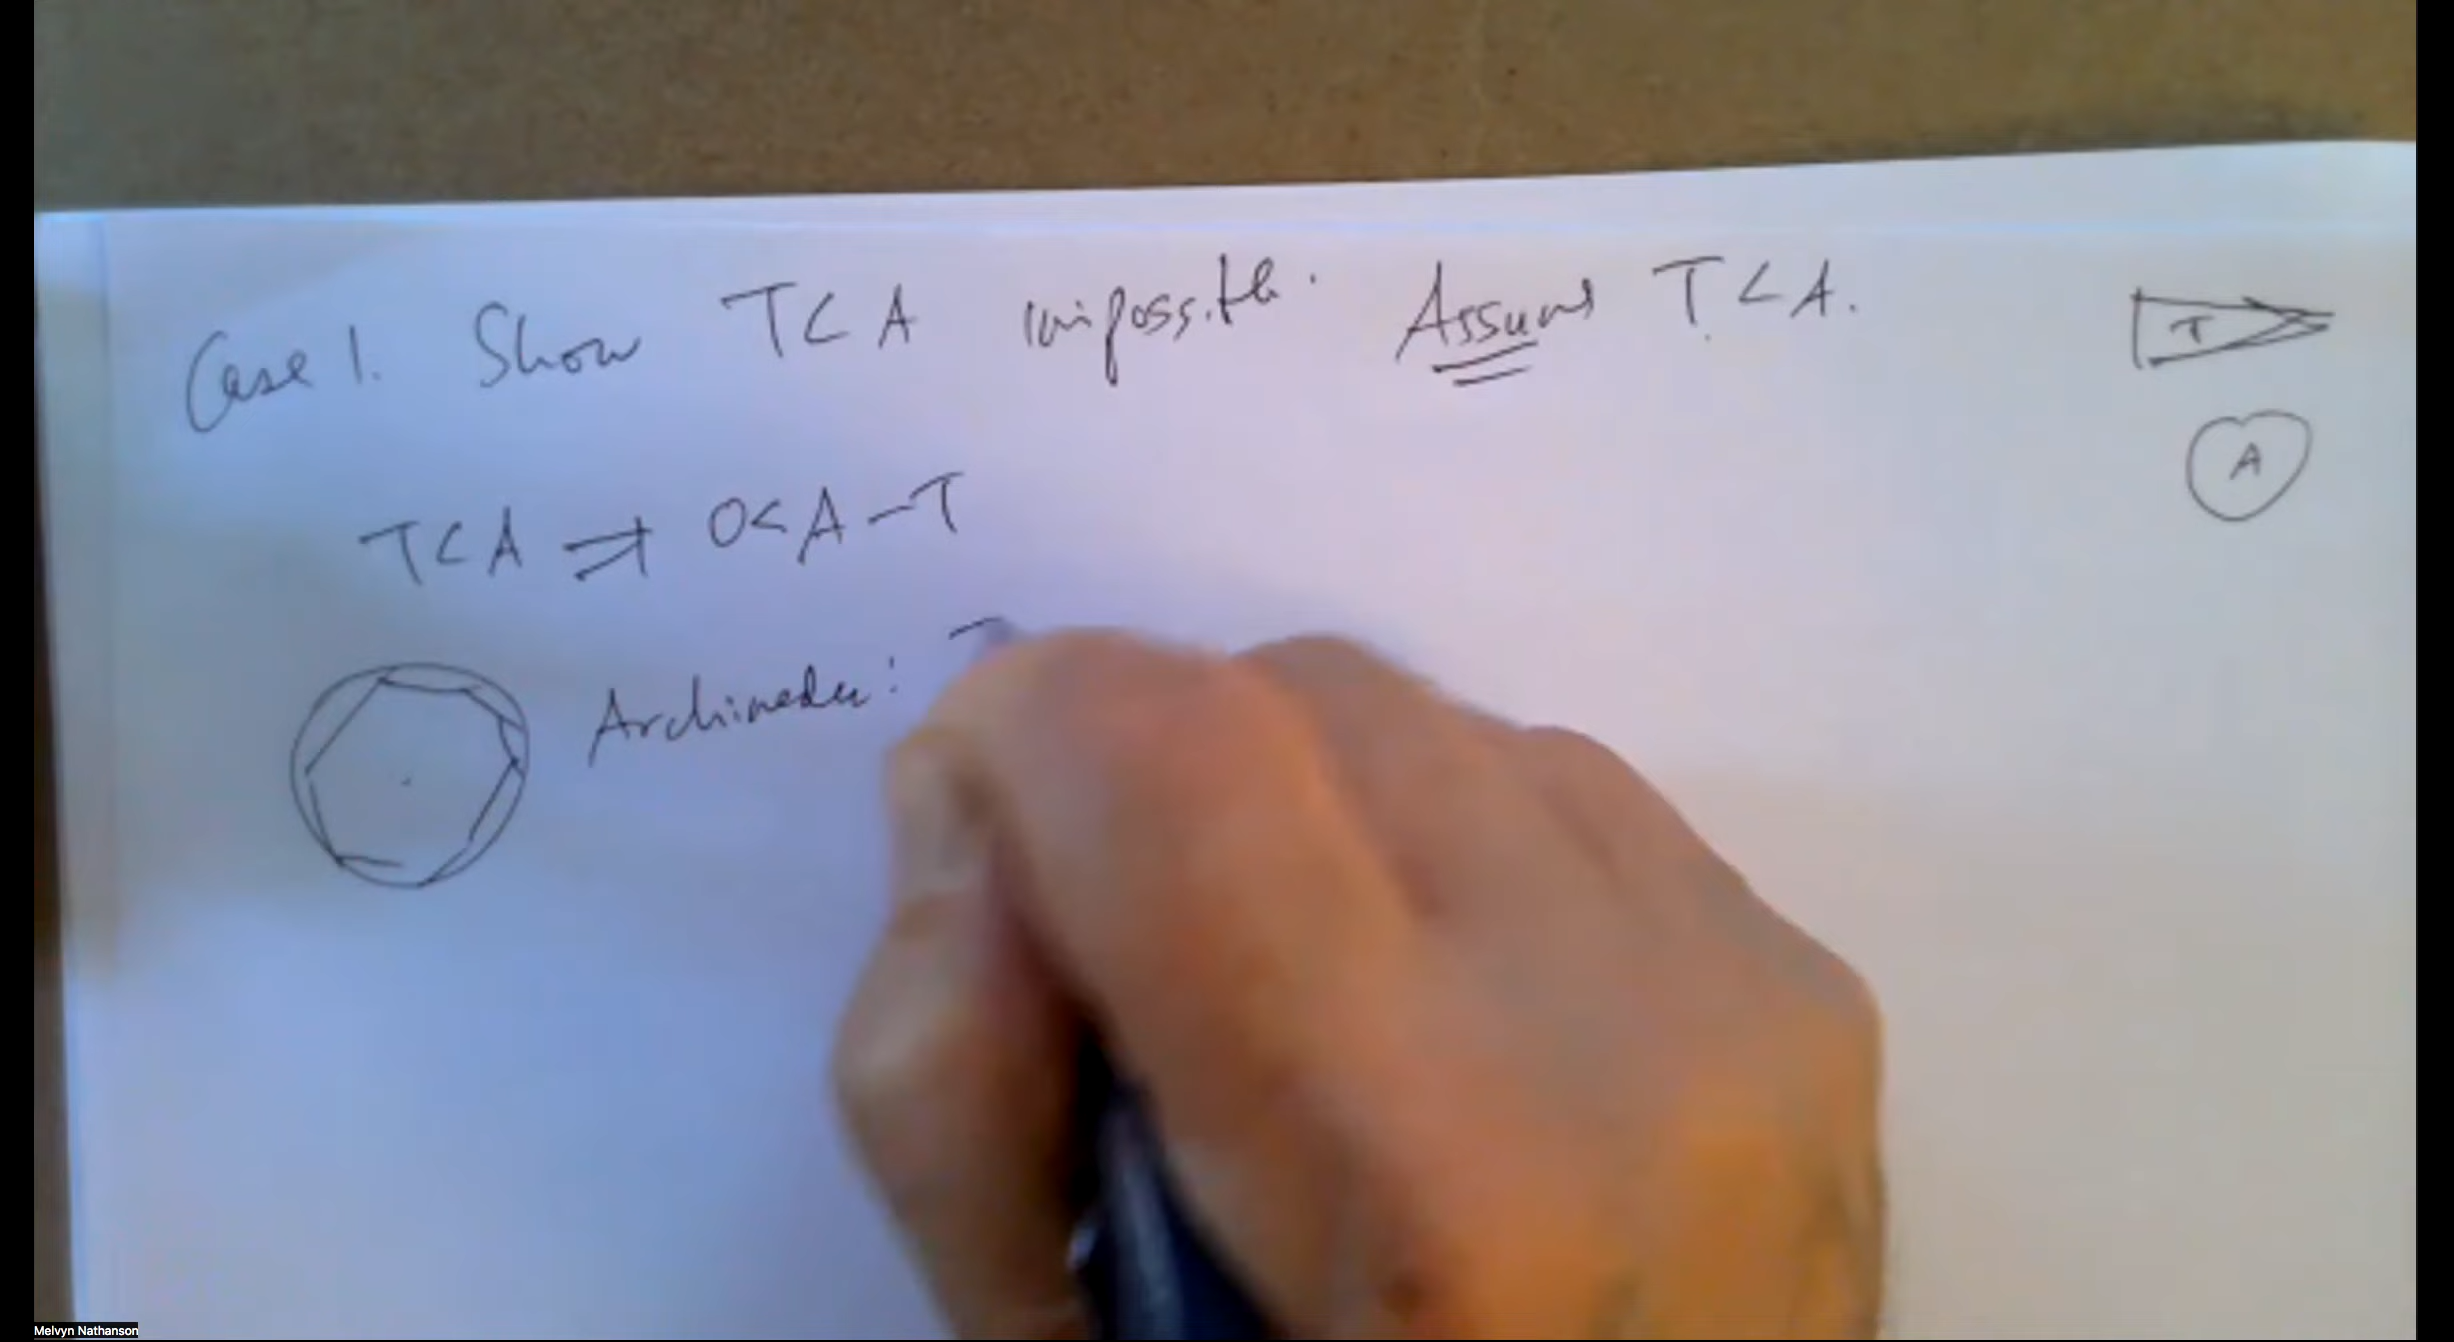 Case 1. Show T < A impossible. Assume T < A.
T
A
T < A ⇒ 0 < A - T
Archimedes: T
Melvyn Nathanson